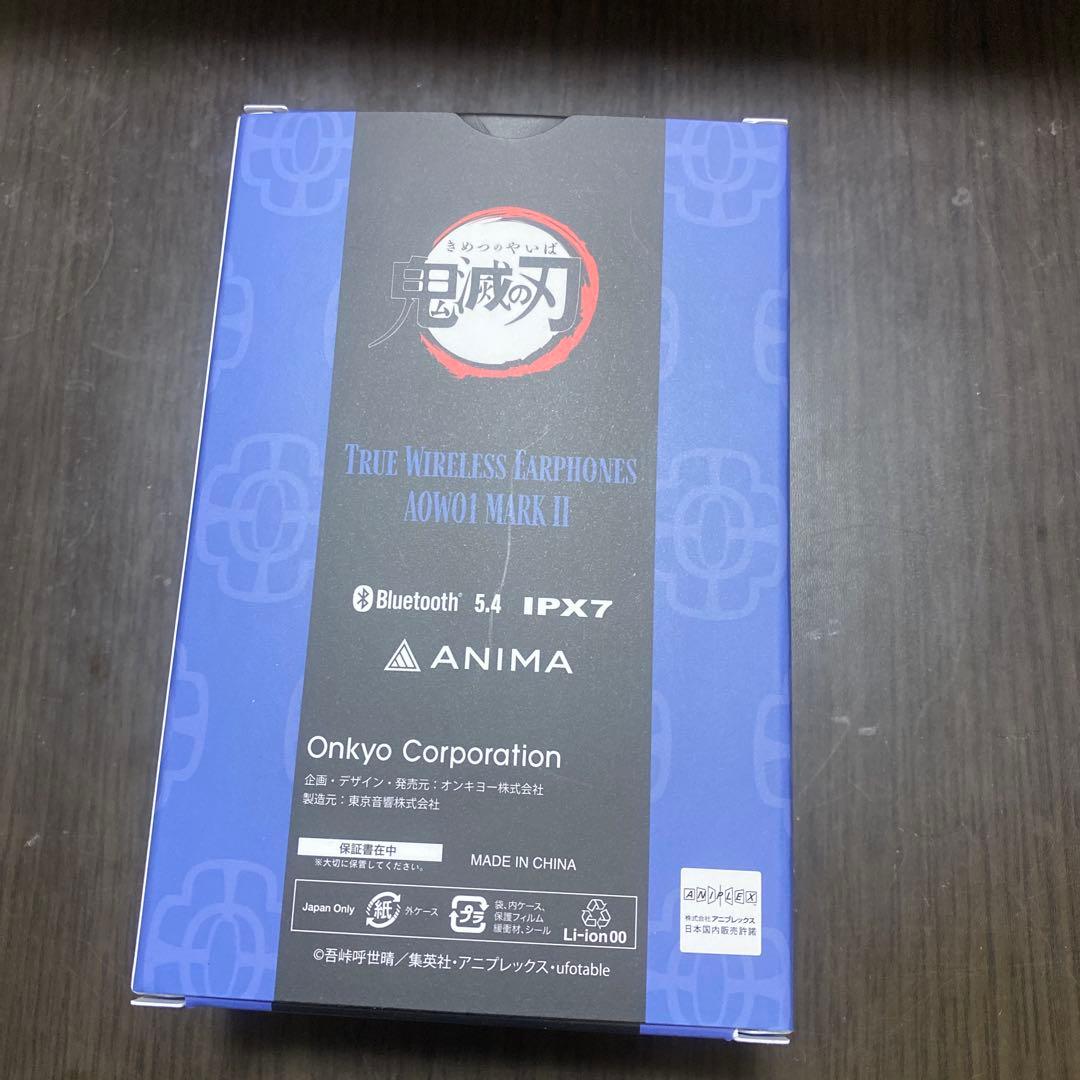 きめつのやいば
鬼滅の刃
TRUE WIRELESS EARPHONES
AOW01 MARK II
Bluetooth® 5.4 IPX7
ANIMA
Onkyo Corporation
企画・デザイン・発売元：オンキヨー株式会社
製造元：東京音響株式会社
保証書在中
※大切に保管してください。
MADE IN CHINA
Japan Only
紙
外ケース
プラ
袋、内ケース、
保護フィルム
緩衝材、シール
Li-ion 00
ANIPLEX
株式会社アニプレックス
日本国内販売許諾
©吾峠呼世晴／集英社・アニプレックス・ufotable